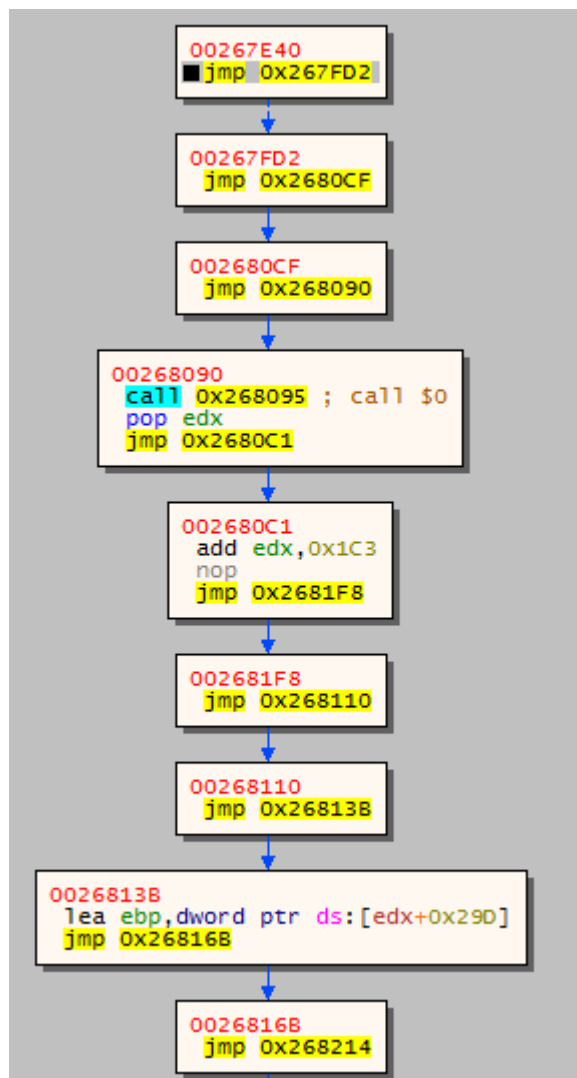 00267E40
jmp 0x267FD2
00267FD2
jmp 0x2680CF
002680CF
jmp 0x268090
00268090
call 0x268095 ; call $0
pop edx
jmp 0x2680C1
002680C1
add edx,0x1C3
nop
jmp 0x2681F8
002681F8
jmp 0x268110
00268110
jmp 0x26813B
0026813B
lea ebp,dword ptr ds:[edx+0x29D]
jmp 0x26816B
0026816B
jmp 0x268214